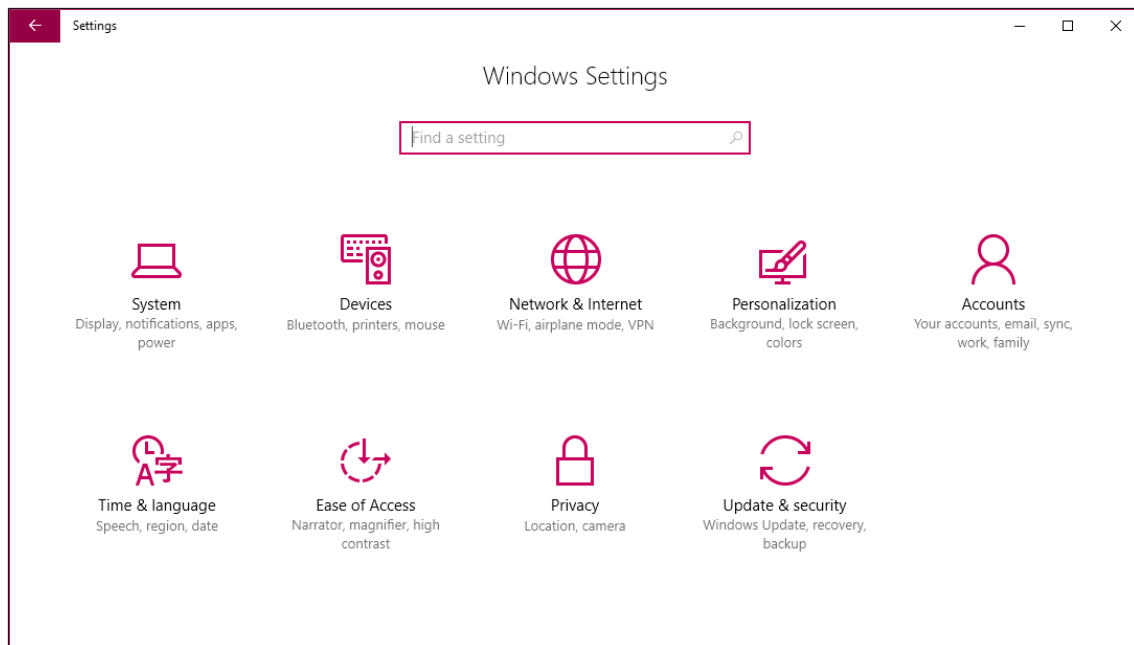 Settings
Windows Settings
Find a setting
System
Display, notifications, apps,
power
Devices
Bluetooth, printers, mouse
Network & Internet
Wi-Fi, airplane mode, VPN
Personalization
Background, lock screen,
colors
Accounts
Your accounts, email, sync,
work, family
A字
Time & language
Speech, region, date
Ease of Access
Narrator, magnifier, high
contrast
Privacy
Location, camera
Update & security
Windows Update, recovery,
backup